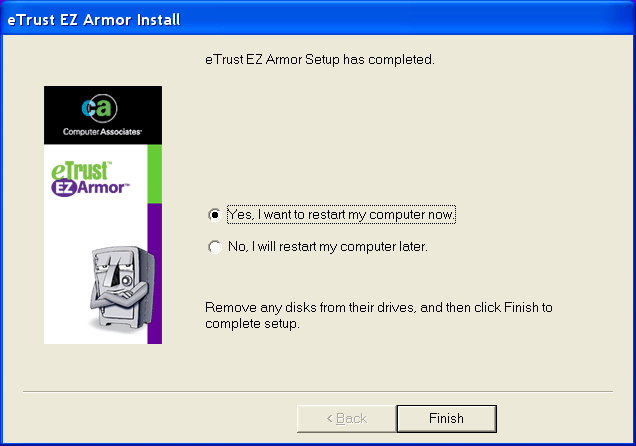 eTrust EZ Armor Install
eTrust EZ Armor Setup has completed.
ca
Computer Associates®
eTrust™
EZ Armor™
Yes, I want to restart my computer now.
No, I will restart my computer later.
Remove any disks from their drives, and then click Finish to
complete setup.
< Back
Finish